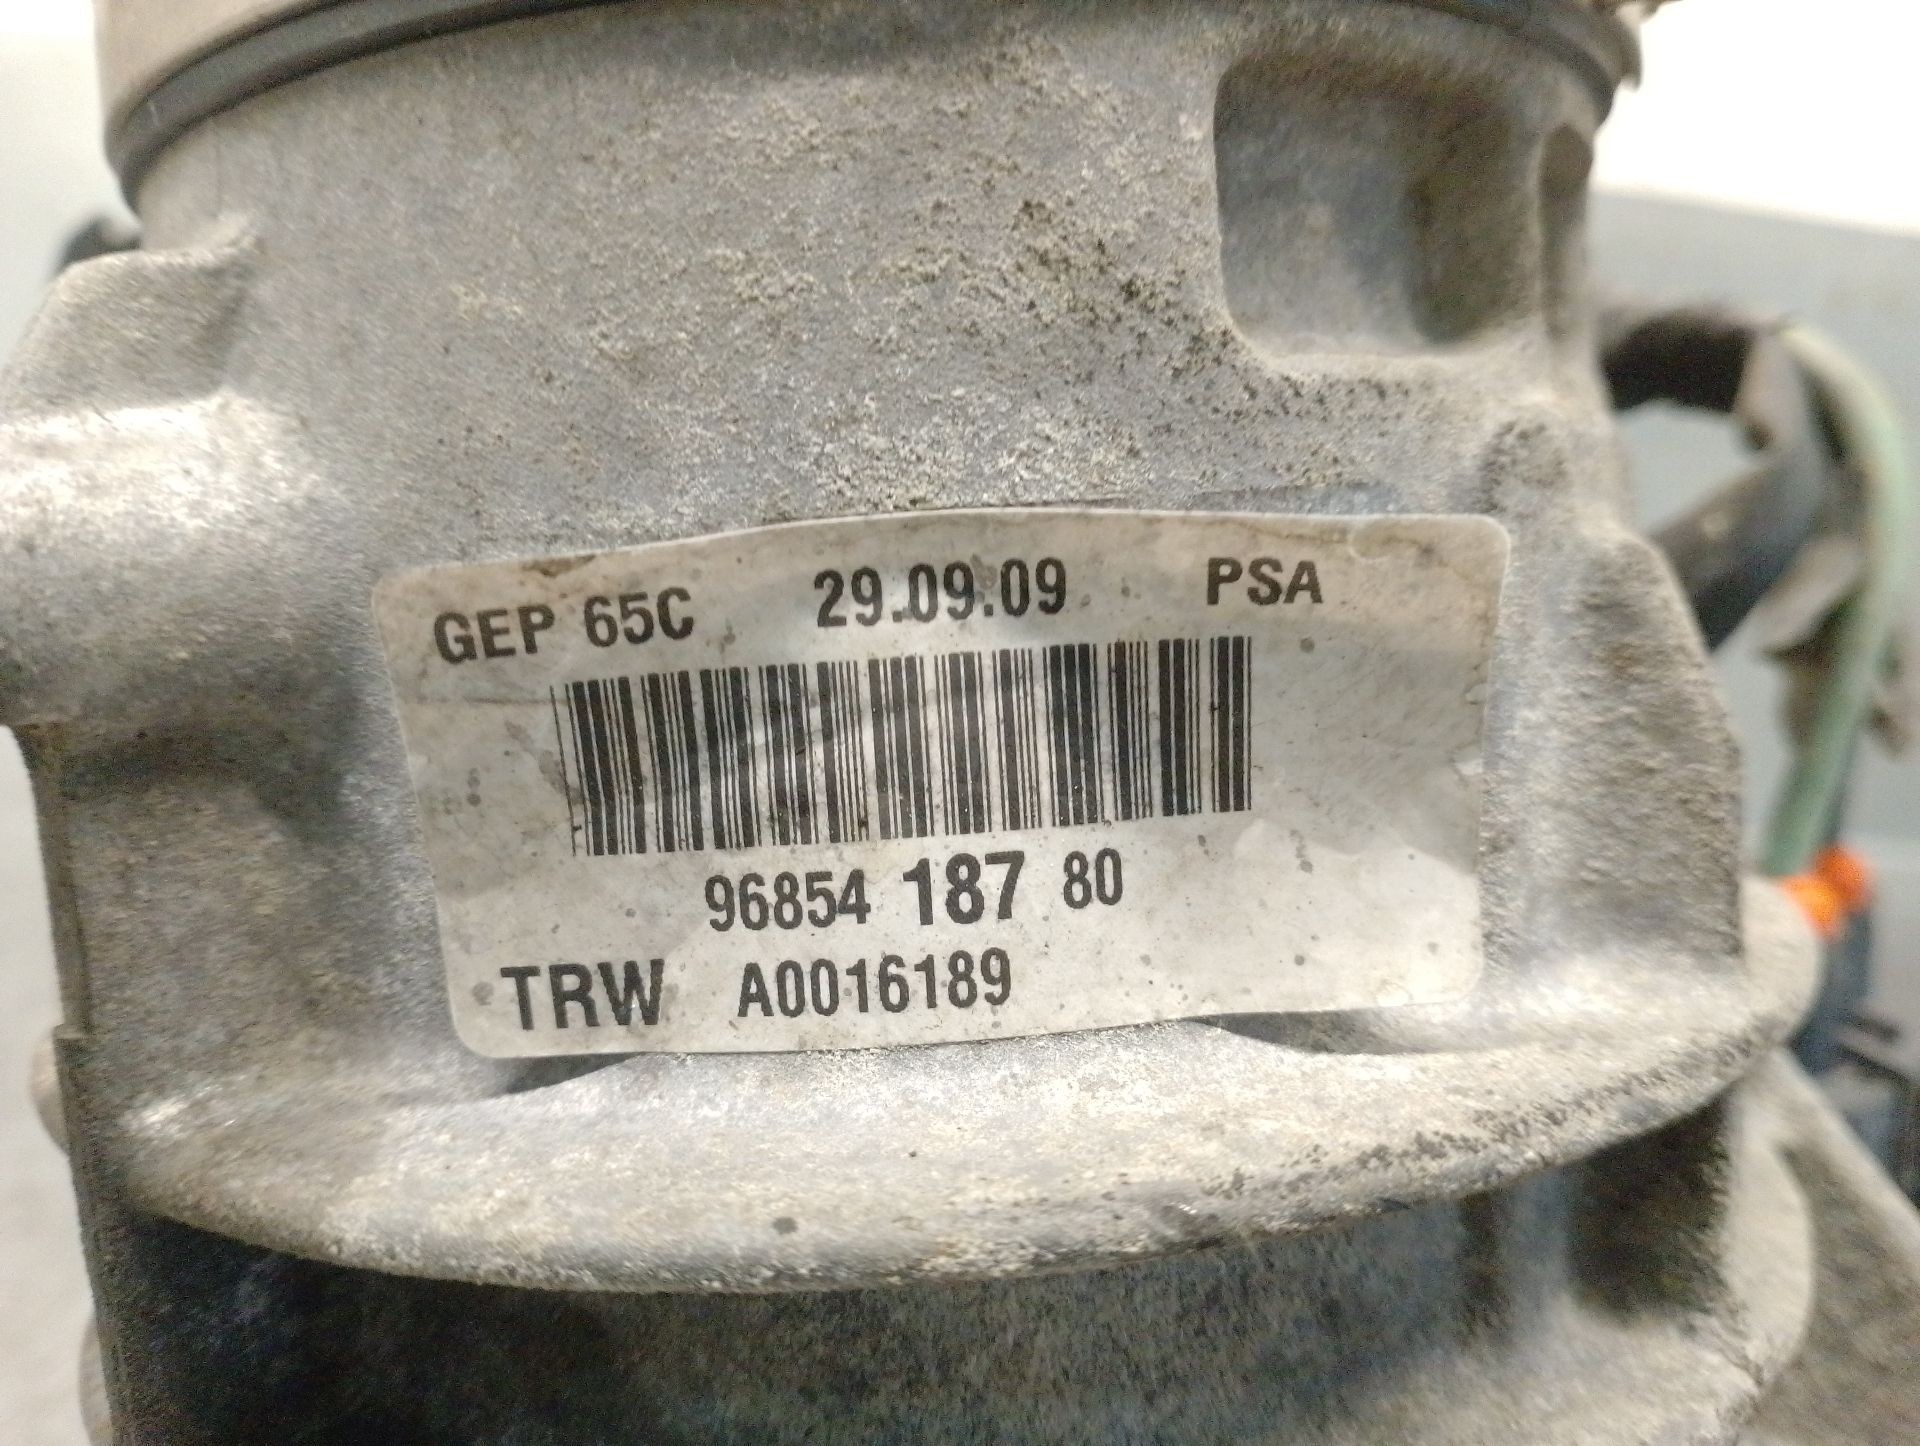 GEP 65C 29.09.09 PSA
96854 187 80
TRW A0016189